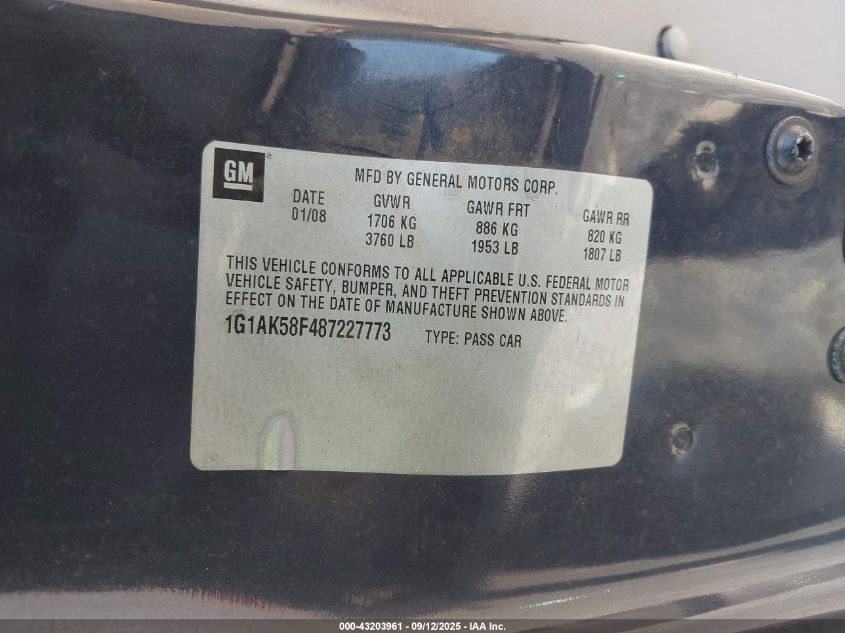 GM
MFD BY GENERAL MOTORS CORP.
DATE GVWR GAWR FRT GAWR RR
01/08 1706 KG 886 KG 820 KG
3760 LB 1953 LB 1807 LB
THIS VEHICLE CONFORMS TO ALL APPLICABLE U.S. FEDERAL MOTOR
VEHICLE SAFETY, BUMPER, AND THEFT PREVENTION STANDARDS IN
EFFECT ON THE DATE OF MANUFACTURE SHOWN ABOVE.
1G1AK58F487227773 TYPE: PASS CAR
000-43203961 - 09/12/2025 - IAA Inc.